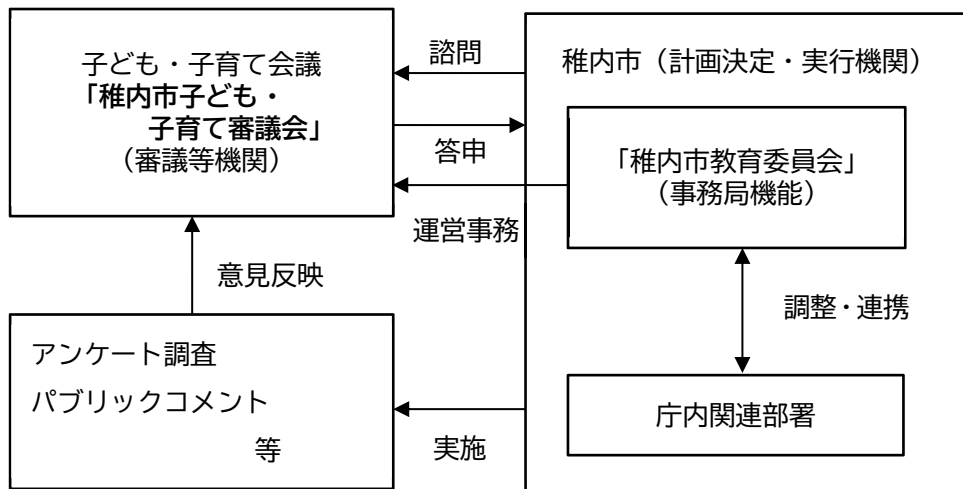 子ども・子育て会議
「稚内市子ども・
子育て審議会」
（審議等機関）
諮問
答申
運営事務
稚内市（計画決定・実行機関）
「稚内市教育委員会」
（事務局機能）
調整・連携
庁内関連部署
意見反映
アンケート調査
パブリックコメント
等
実施